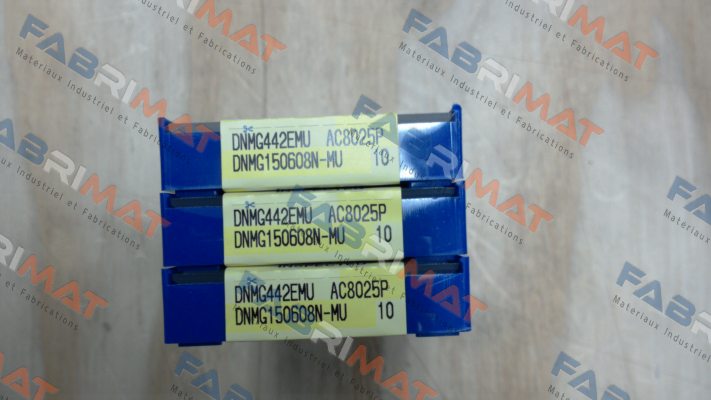 DNMG442EMU AC8025P
DNMG150608N-MU 10
DNMG442EMU AC8025P
DNMG150608N-MU 10
DNMG442EMU AC8025P
DNMG150608N-MU 10
FABRIMAT
Matériaux Industriel et Fabrications